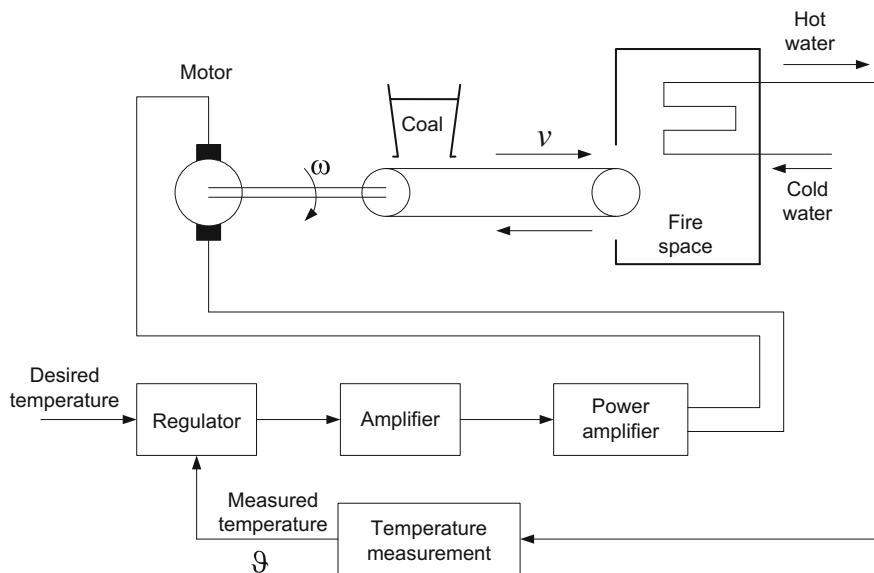 Hot
water
Motor
Coal
v
ω
Cold
water
Fire
space
Desired
temperature
Regulator
Amplifier
Power
amplifier
Measured
temperature
ϑ
Temperature
measurement